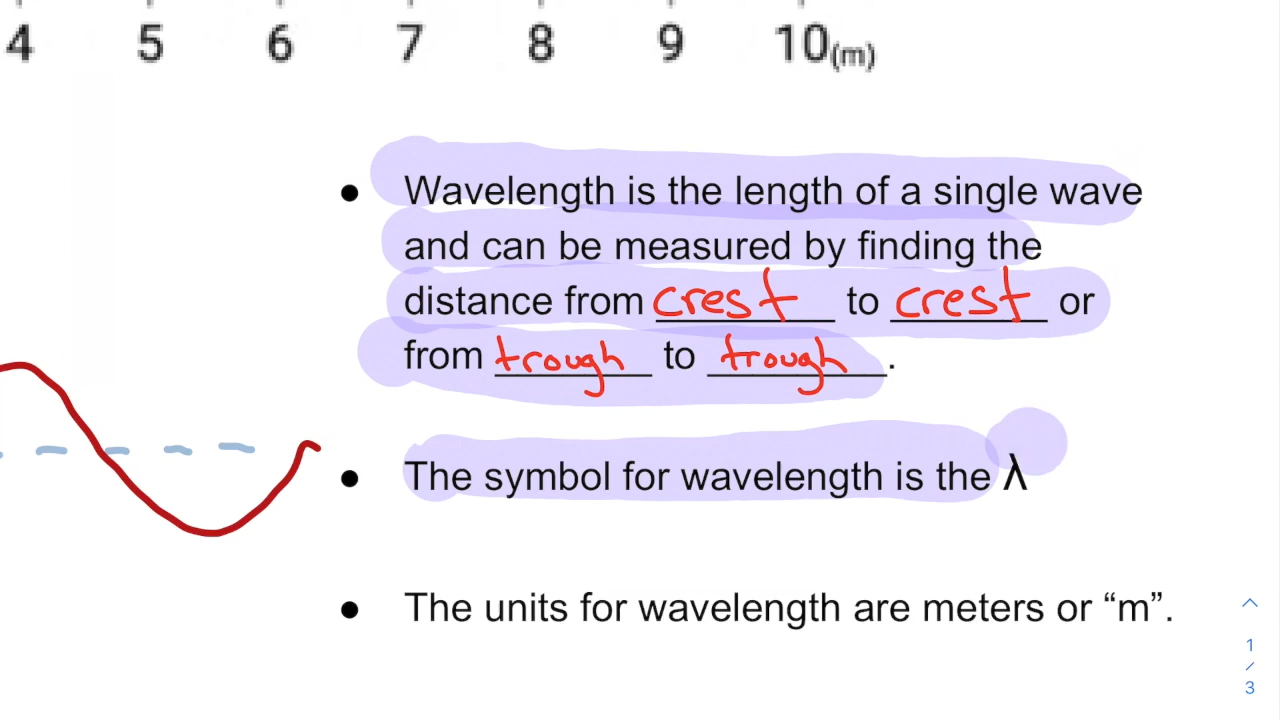 4 5 6 7 8 9 10(m)
● Wavelength is the length of a single wave
and can be measured by finding the
distance from crest to crest or
from trough to trough.
● The symbol for wavelength is the λ
● The units for wavelength are meters or “m”.
1
/
3